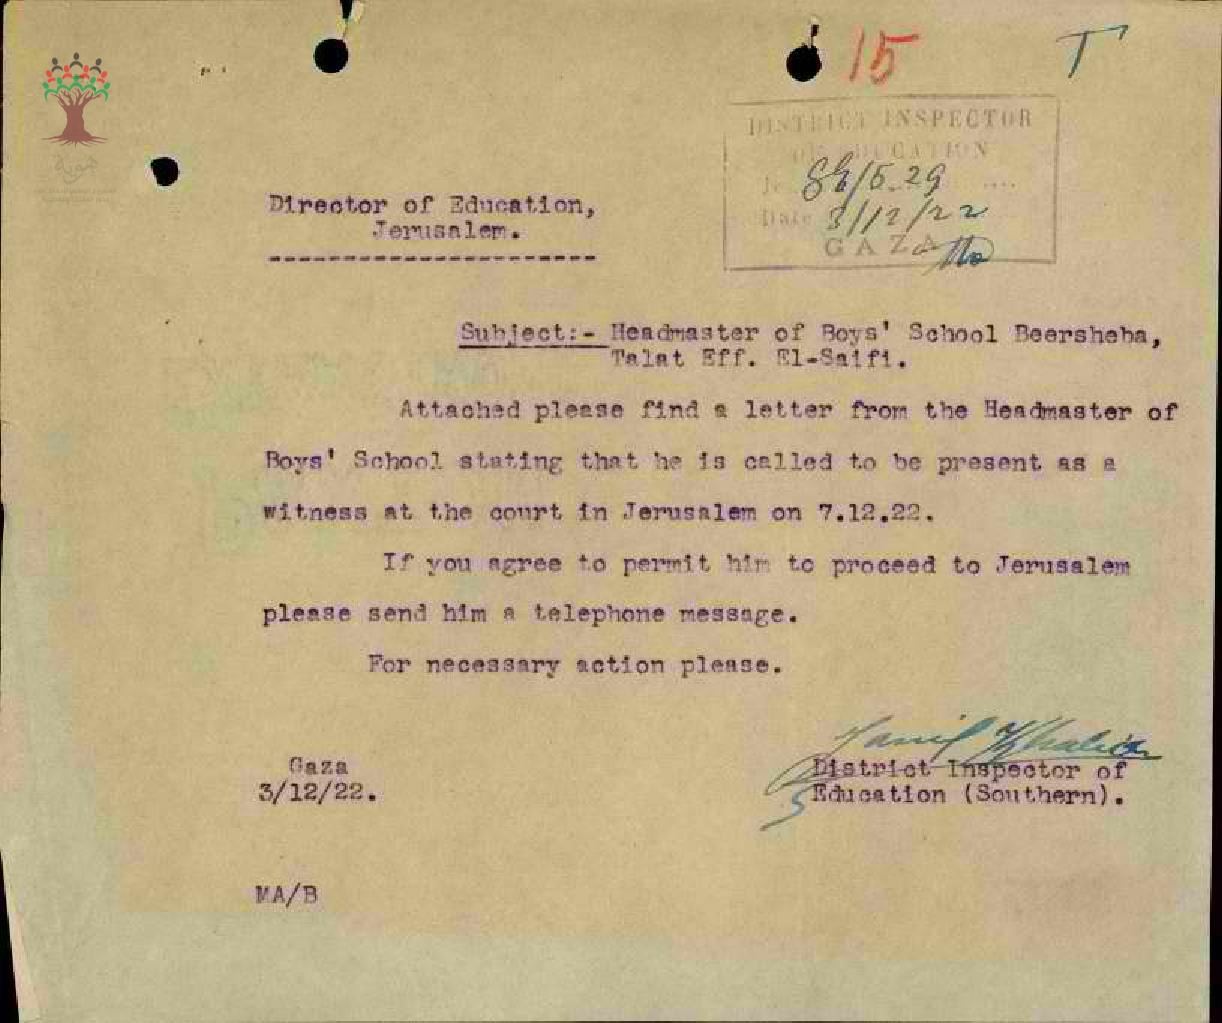 15
T
DISTRICT INSPECTOR
OF EDUCATION
Date 3/12/22
GAZA
هوية
Director of Education,
Jerusalem.
Subject:- Headmaster of Boys' School Beersheba,
Talat Eff. El-Saifi.
Attached please find a letter from the Headmaster of
Boys' School stating that he is called to be present as a
witness at the court in Jerusalem on 7.12.22.
If you agree to permit him to proceed to Jerusalem
please send him a telephone message.
For necessary action please.
Gaza
3/12/22.
District Inspector of
Education (Southern).
MA/B